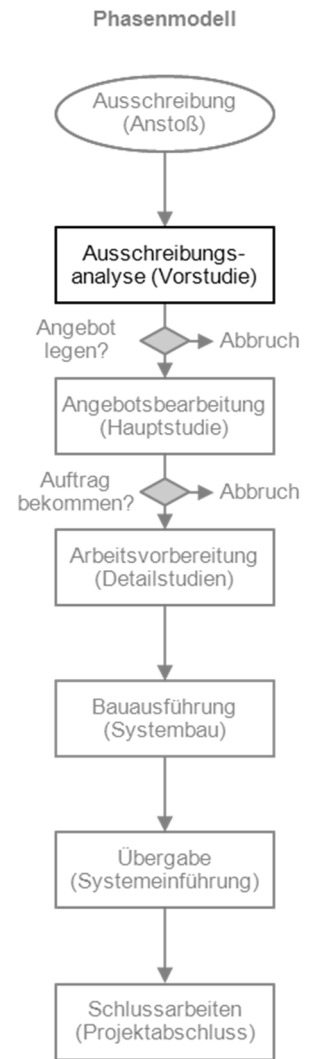 Phasenmodell
Ausschreibung
(Anstoß)
Ausschreibungs-
analyse (Vorstudie)
Angebot
legen?
Abbruch
Angebotsbearbeitung
(Hauptstudie)
Auftrag
bekommen?
Abbruch
Arbeitsvorbereitung
(Detailstudien)
Bauausführung
(Systembau)
Übergabe
(Systemeinführung)
Schlussarbeiten
(Projektabschluss)